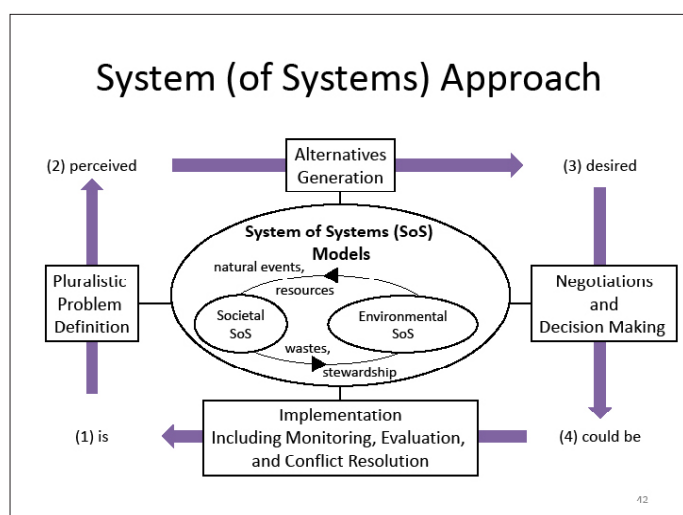 System (of Systems) Approach
(2) perceived
Alternatives
Generation
(3) desired
System of Systems (SoS)
Models
natural events,
resources
Pluralistic
Problem
Definition
Societal
SoS
Environmental
SoS
Negotiations
and
Decision Making
wastes,
stewardship
(1) is
Implementation
Including Monitoring, Evaluation,
and Conflict Resolution
(4) could be